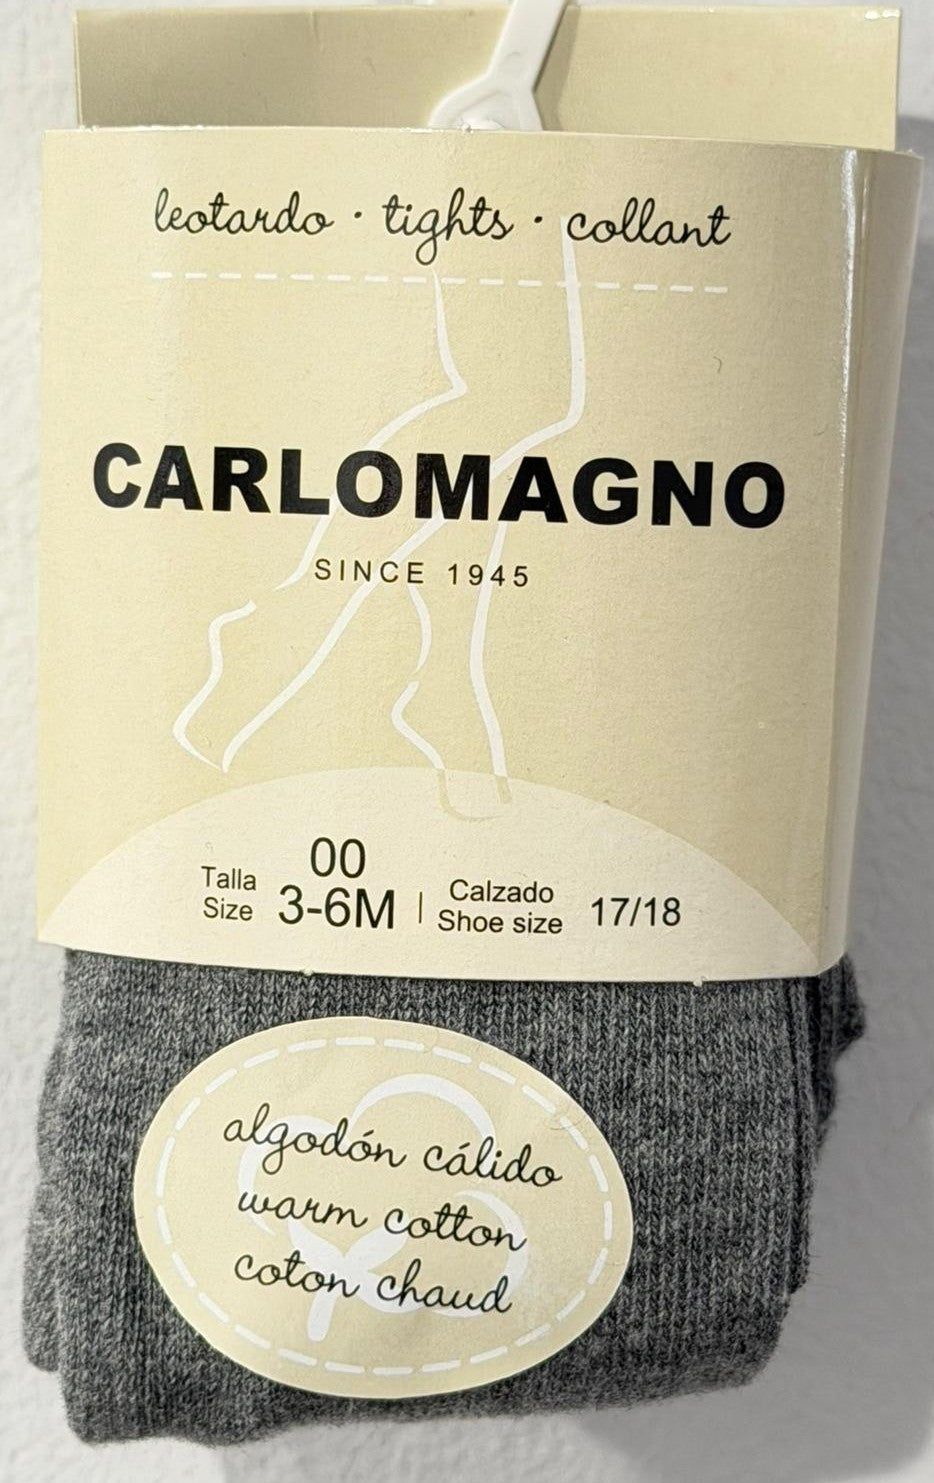 leotardo · tights · collant
CARLOMAGNO
SINCE 1945
Talla 00
Size 3-6M | Calzado
Shoe size 17/18
algodón cálido
warm cotton
coton chaud